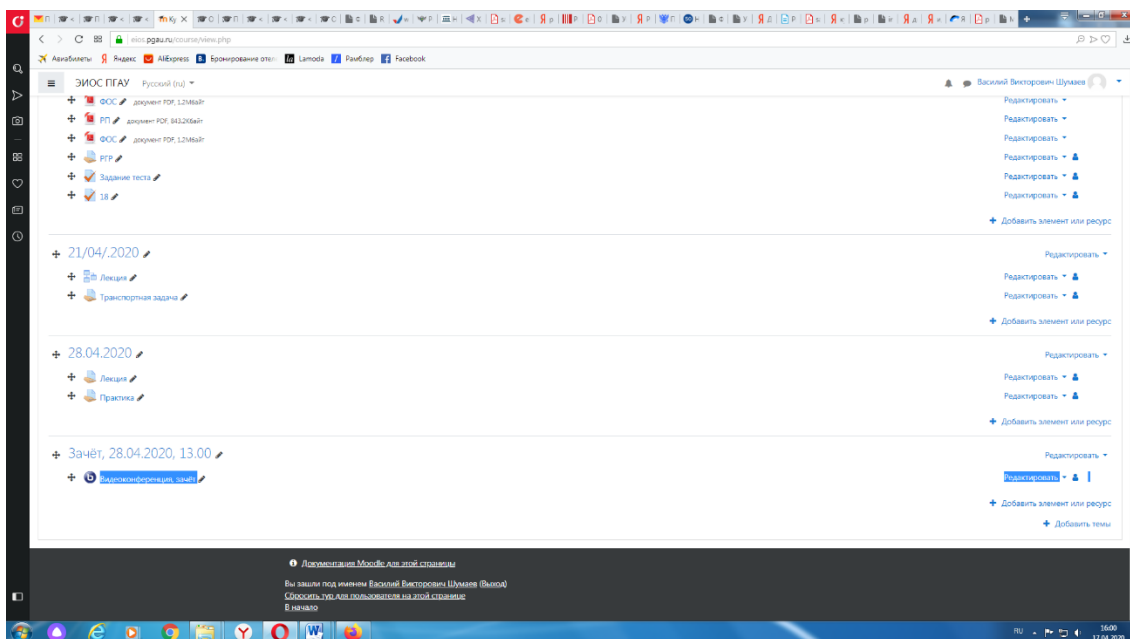 eios.pgau.ru/course/view.php
Авиабилеты Яндекс AliExpress Бронирование отел Lamoda Рамблер Facebook
ЭИОС ПГАУ Русский (ru) Василий Викторович Шумаев
ФОС документ PDF, 1.2Мбайт Редактировать
РП документ PDF, 843.2Кбайт Редактировать
ФОС документ PDF, 1.2Мбайт Редактировать
РГР Редактировать
Задание теста Редактировать
18 Редактировать
+ Добавить элемент или ресурс
21/04/.2020 Редактировать
Лекция Редактировать
Транспортная задача Редактировать
+ Добавить элемент или ресурс
28.04.2020 Редактировать
Лекция Редактировать
Практика Редактировать
+ Добавить элемент или ресурс
Зачёт, 28.04.2020, 13.00 Редактировать
Видеоконференция, зачёт Редактировать
+ Добавить элемент или ресурс
+ Добавить темы
Документация Moodle для этой страницы
Вы зашли под именем Василий Викторович Шумаев (Выход)
Сбросить тур для пользователя на этой странице
В начало
RU 16:00
17.04.2020